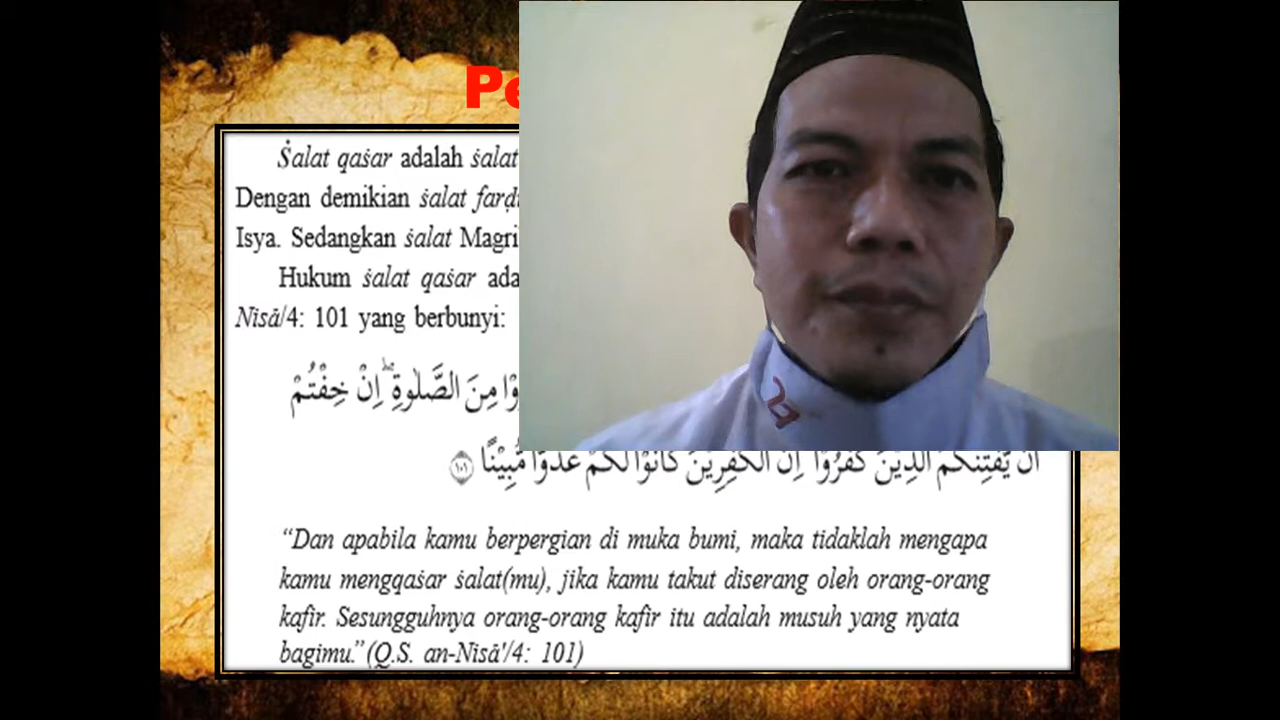 Pe
Ṡalat qaṡar adalah ṡalat
Dengan demikian ṡalat farḍu
Isya. Sedangkan ṡalat Magri
Hukum ṡalat qaṡar ada
Nisā/4: 101 yang berbunyi:
مِنَ الصَّلٰوةِۖ اِنْ خِفْتُمْ
اَنْ يَّفْتِنَكُمُ الَّذِيْنَ كَفَرُوْاۗ اِنَّ الْكٰفِرِيْنَ كَانُوْا لَكُمْ عَدُوًّا مُّبِيْنًا ١٠١
“Dan apabila kamu berpergian di muka bumi, maka tidaklah mengapa
kamu mengqaṡar ṡalat(mu), jika kamu takut diserang oleh orang-orang
kafir. Sesungguhnya orang-orang kafir itu adalah musuh yang nyata
bagimu.” (Q.S. an-Nisā'/4: 101)